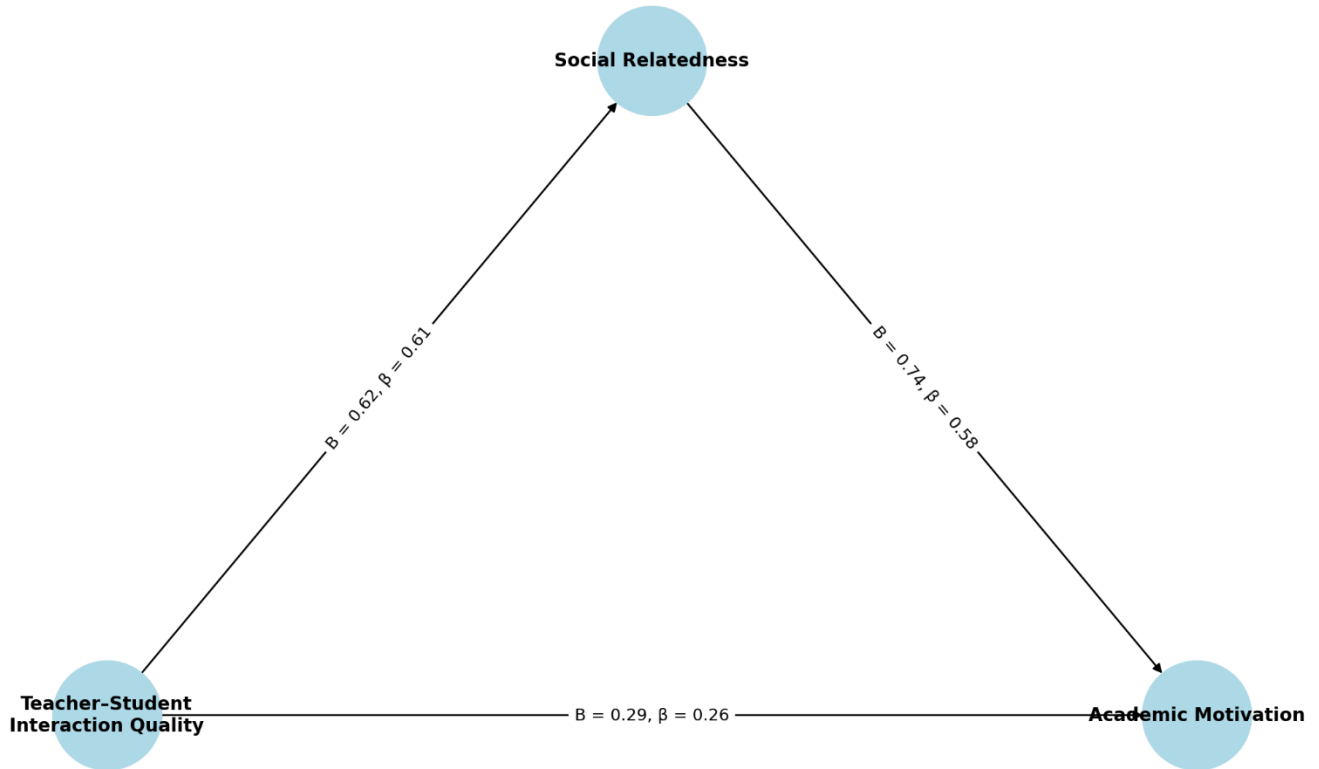 Social Relatedness
B = 0.62, β = 0.61
B = 0.74, β = 0.58
Teacher–Student
Interaction Quality
B = 0.29, β = 0.26
Academic Motivation